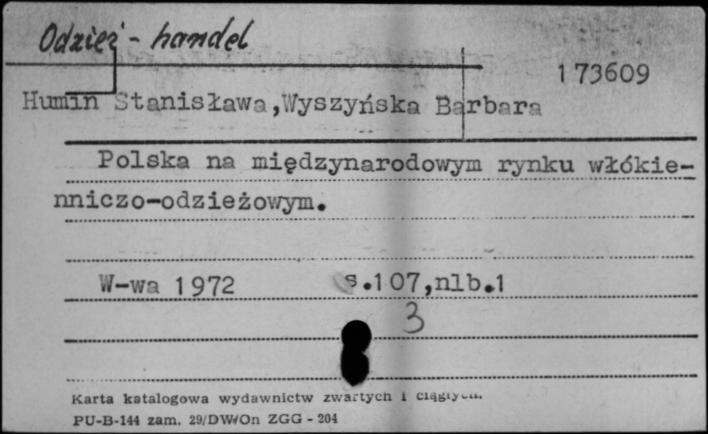 Odzież - handel
173609
Humin Stanisława,Wyszyńska Barbara
Polska na międzynarodowym rynku włókie-
nniczo-odzieżowym.
W-wa 1972 s.107,nlb.1
3
Karta katalogowa wydawnictw zwartych i ciągłych.
PU-B-144 zam. 29/DW/On ZGG - 204